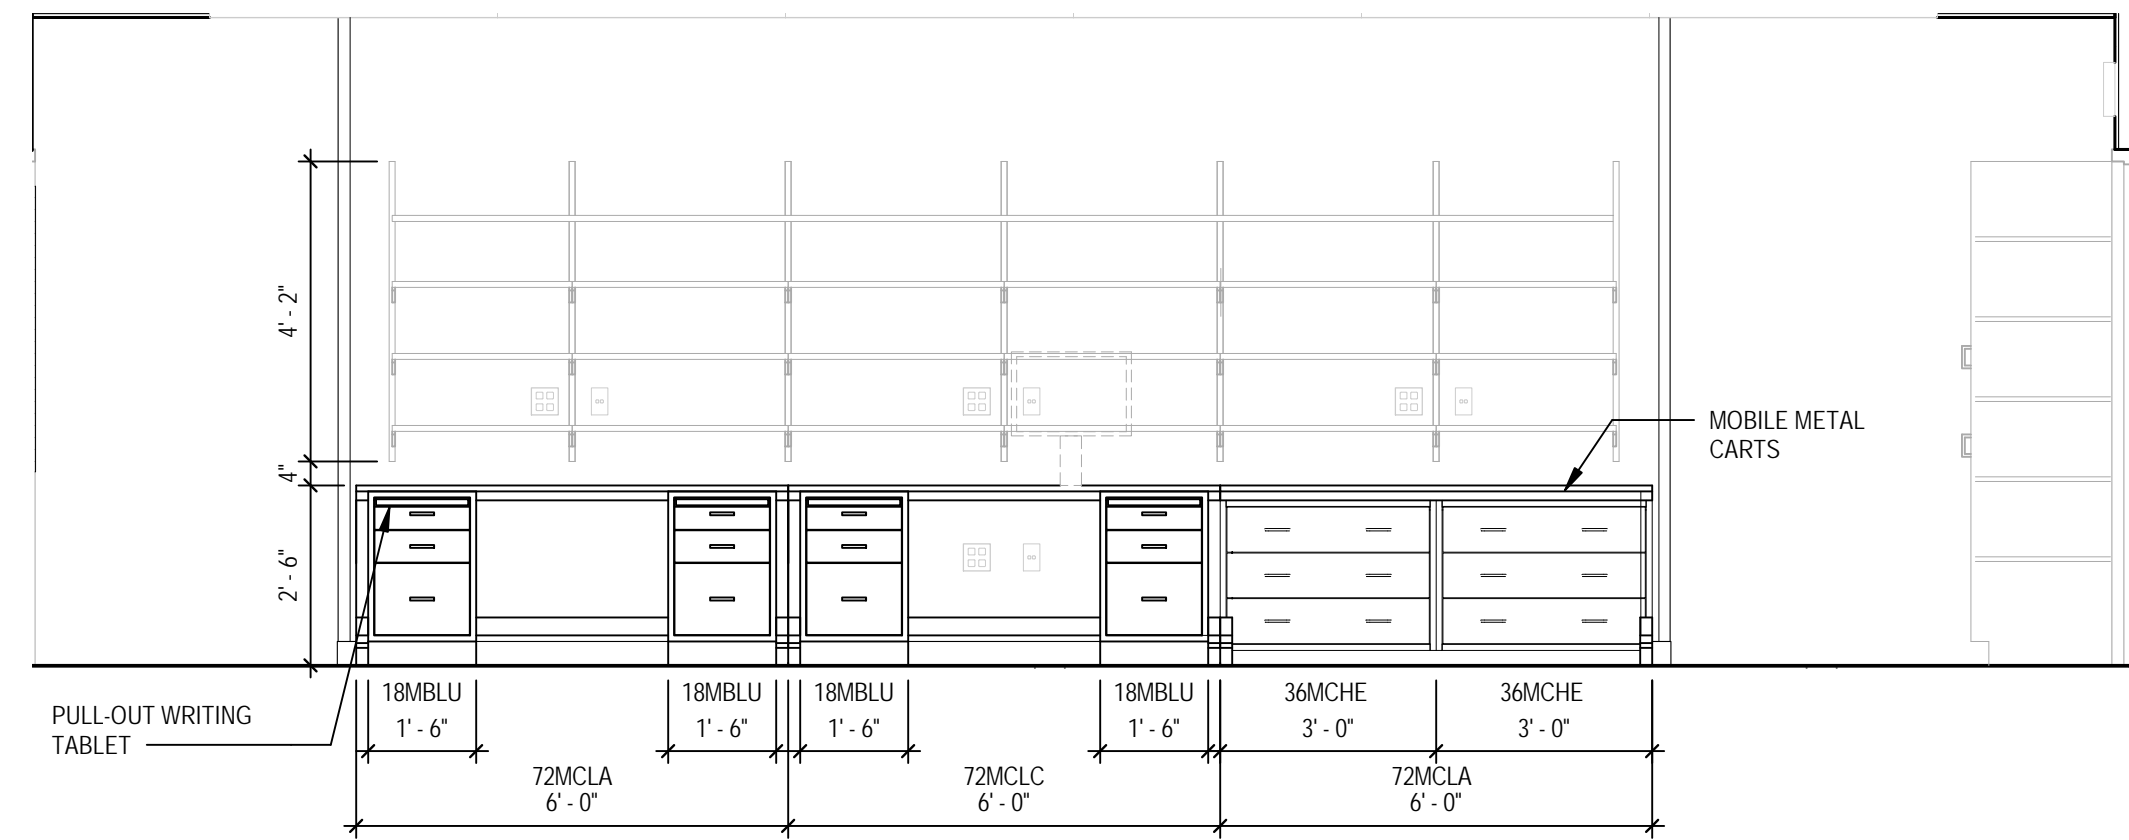 4' - 2"
4"
2' - 6"
MOBILE METAL
CARTS
PULL-OUT WRITING
TABLET
18MBLU 18MBLU 18MBLU 18MBLU 36MCHE 36MCHE
1' - 6" 1' - 6" 1' - 6" 1' - 6" 3' - 0" 3' - 0"
72MCLA 72MCLC 72MCLA
6' - 0" 6' - 0" 6' - 0"